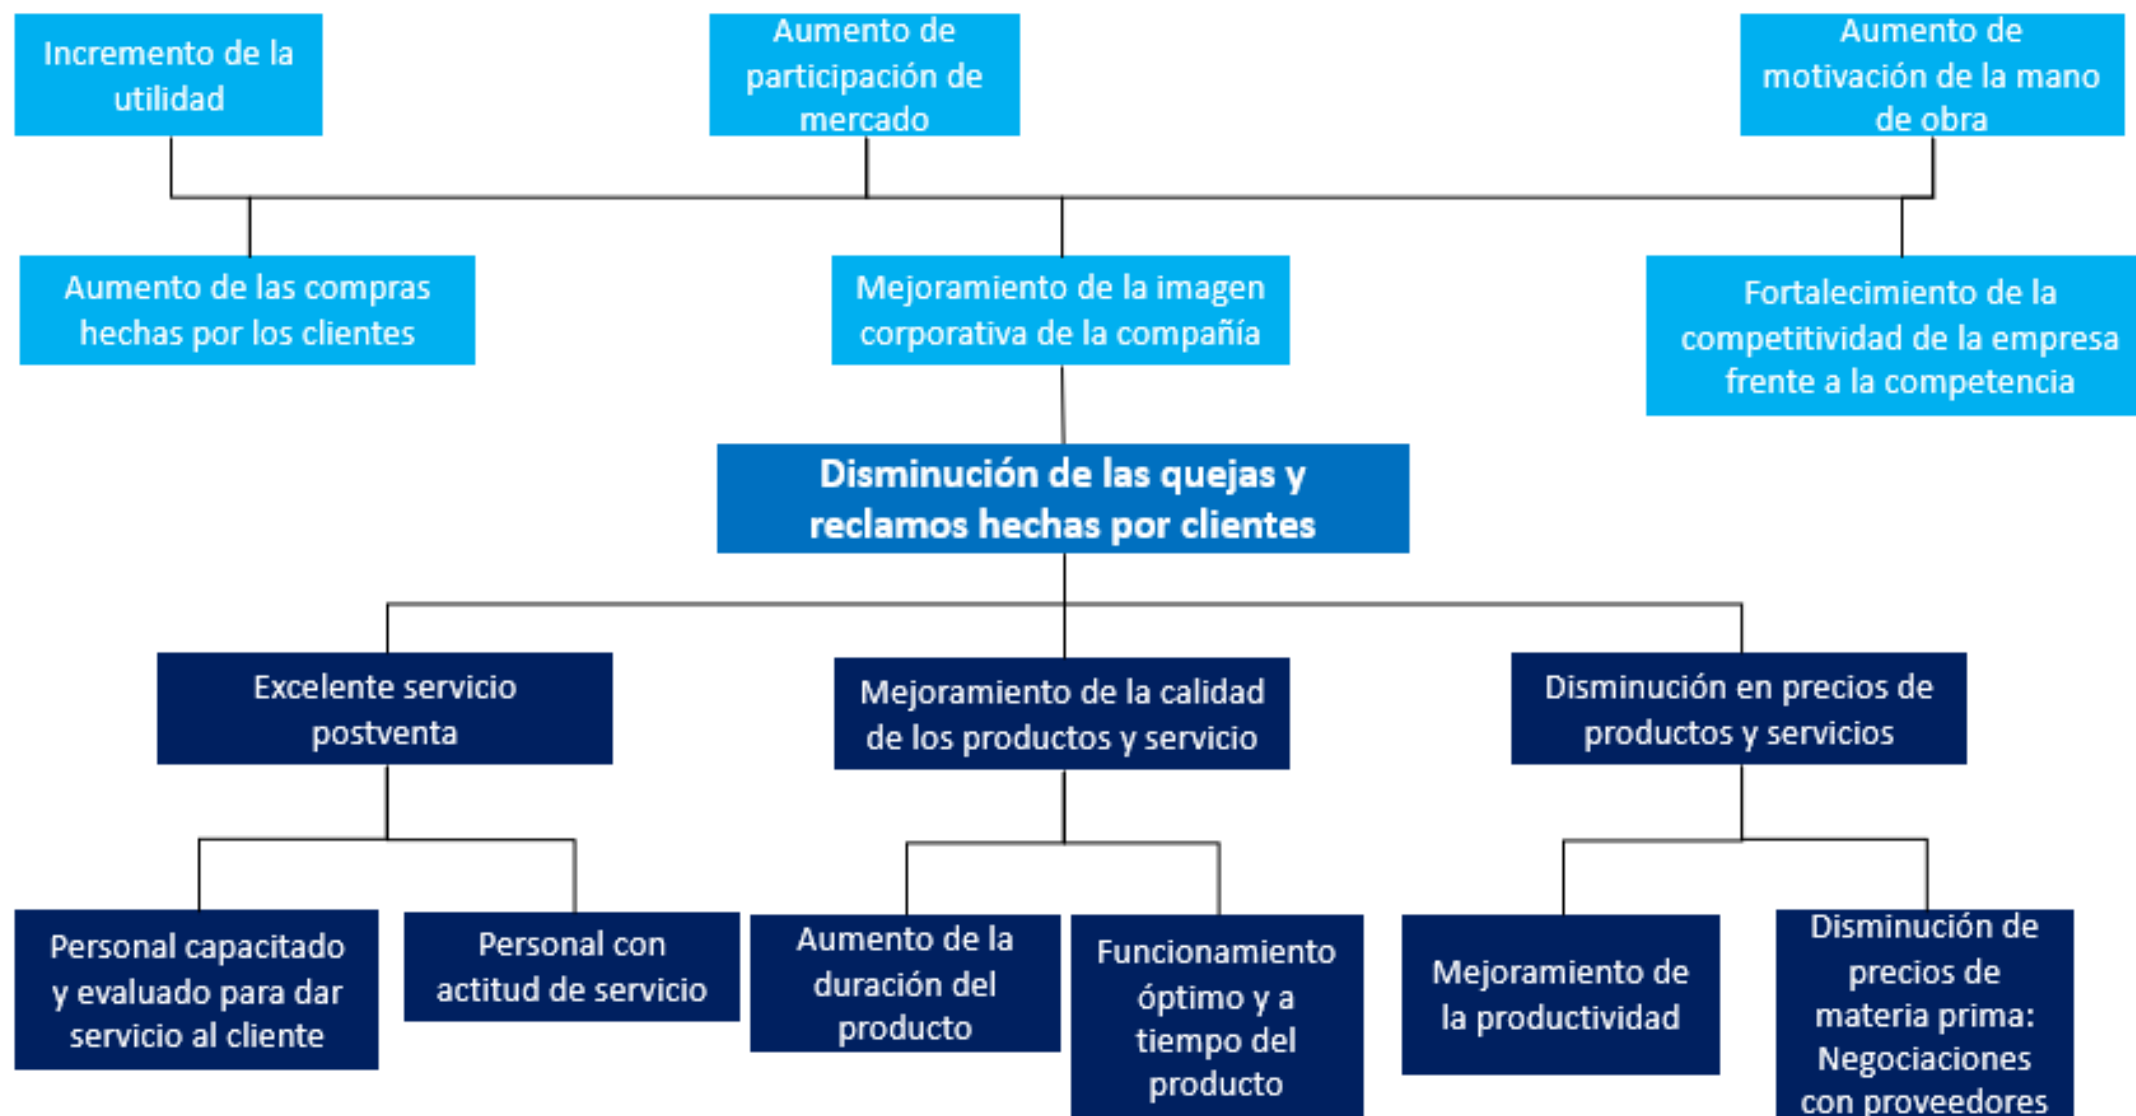 Incremento de la
utilidad
Aumento de
participación de
mercado
Aumento de
motivación de la mano
de obra
Aumento de las compras
hechas por los clientes
Mejoramiento de la imagen
corporativa de la compañía
Fortalecimiento de la
competitividad de la empresa
frente a la competencia
Disminución de las quejas y
reclamos hechas por clientes
Excelente servicio
postventa
Mejoramiento de la calidad
de los productos y servicio
Disminución en precios de
productos y servicios
Personal capacitado
y evaluado para dar
servicio al cliente
Personal con
actitud de servicio
Aumento de la
duración del
producto
Funcionamiento
óptimo y a
tiempo del
producto
Mejoramiento de
la productividad
Disminución de
precios de
materia prima:
Negociaciones
con proveedores